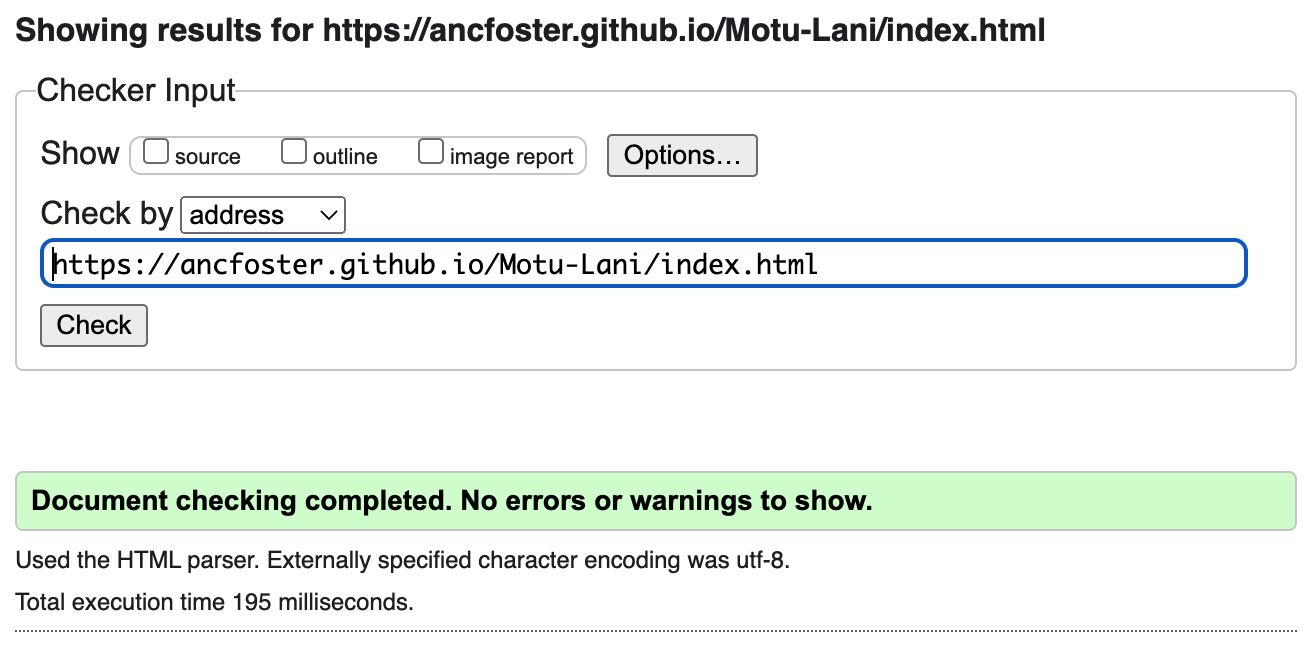 Showing results for https://ancfoster.github.io/Motu-Lani/index.html
Checker Input
Show source outline image report Options...
Check by address
https://ancfoster.github.io/Motu-Lani/index.html
Check
Document checking completed. No errors or warnings to show.
Used the HTML parser. Externally specified character encoding was utf-8.
Total execution time 195 milliseconds.